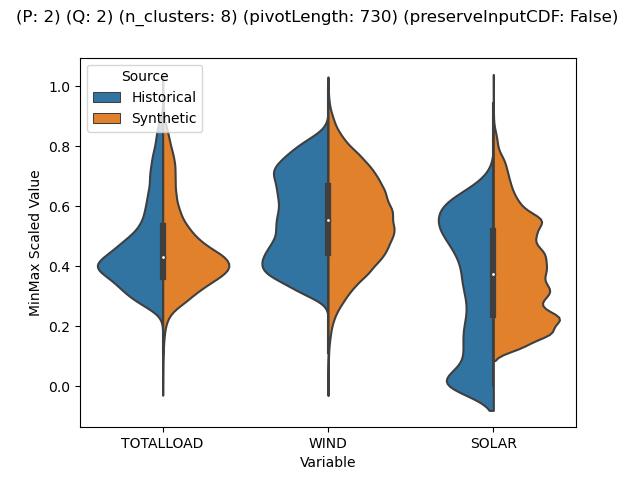 (P: 2) (Q: 2) (n_clusters: 8) (pivotLength: 730) (preserveInputCDF: False)
Source
Historical
Synthetic
1.0
0.8
0.6
0.4
0.2
0.0
MinMax Scaled Value
TOTALLOAD WIND SOLAR
Variable